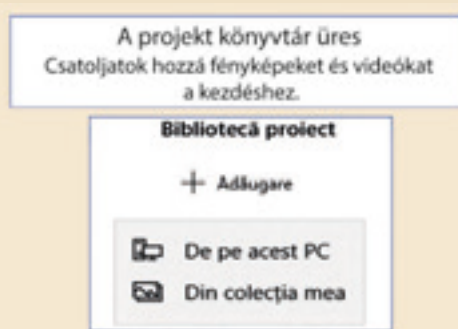 A projekt könyvtár üres
Csatoljatok hozzá fényképeket és videókat
a kezdéshez.
Bibliotecă proiect
+ Adăugare
De pe acest PC
Din colecția mea